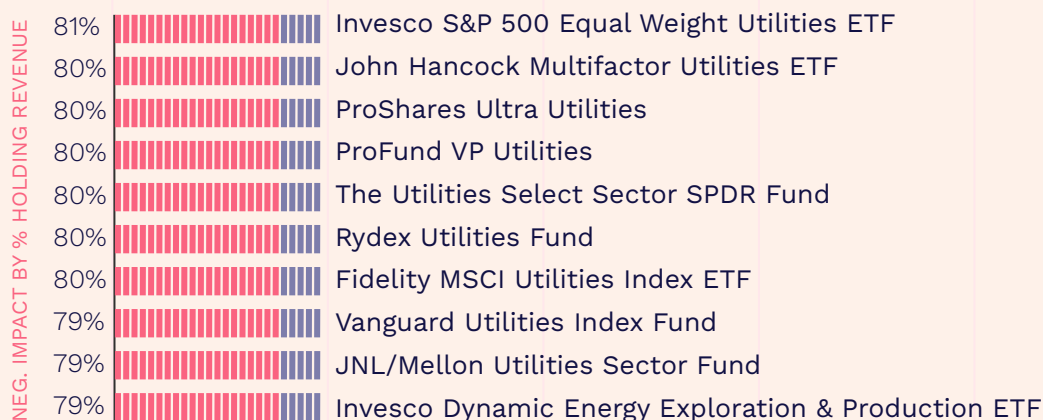 NEG. IMPACT BY % HOLDING REVENUE
81% Invesco S&P 500 Equal Weight Utilities ETF
80% John Hancock Multifactor Utilities ETF
80% ProShares Ultra Utilities
80% ProFund VP Utilities
80% The Utilities Select Sector SPDR Fund
80% Rydex Utilities Fund
80% Fidelity MSCI Utilities Index ETF
79% Vanguard Utilities Index Fund
79% JNL/Mellon Utilities Sector Fund
79% Invesco Dynamic Energy Exploration & Production ETF